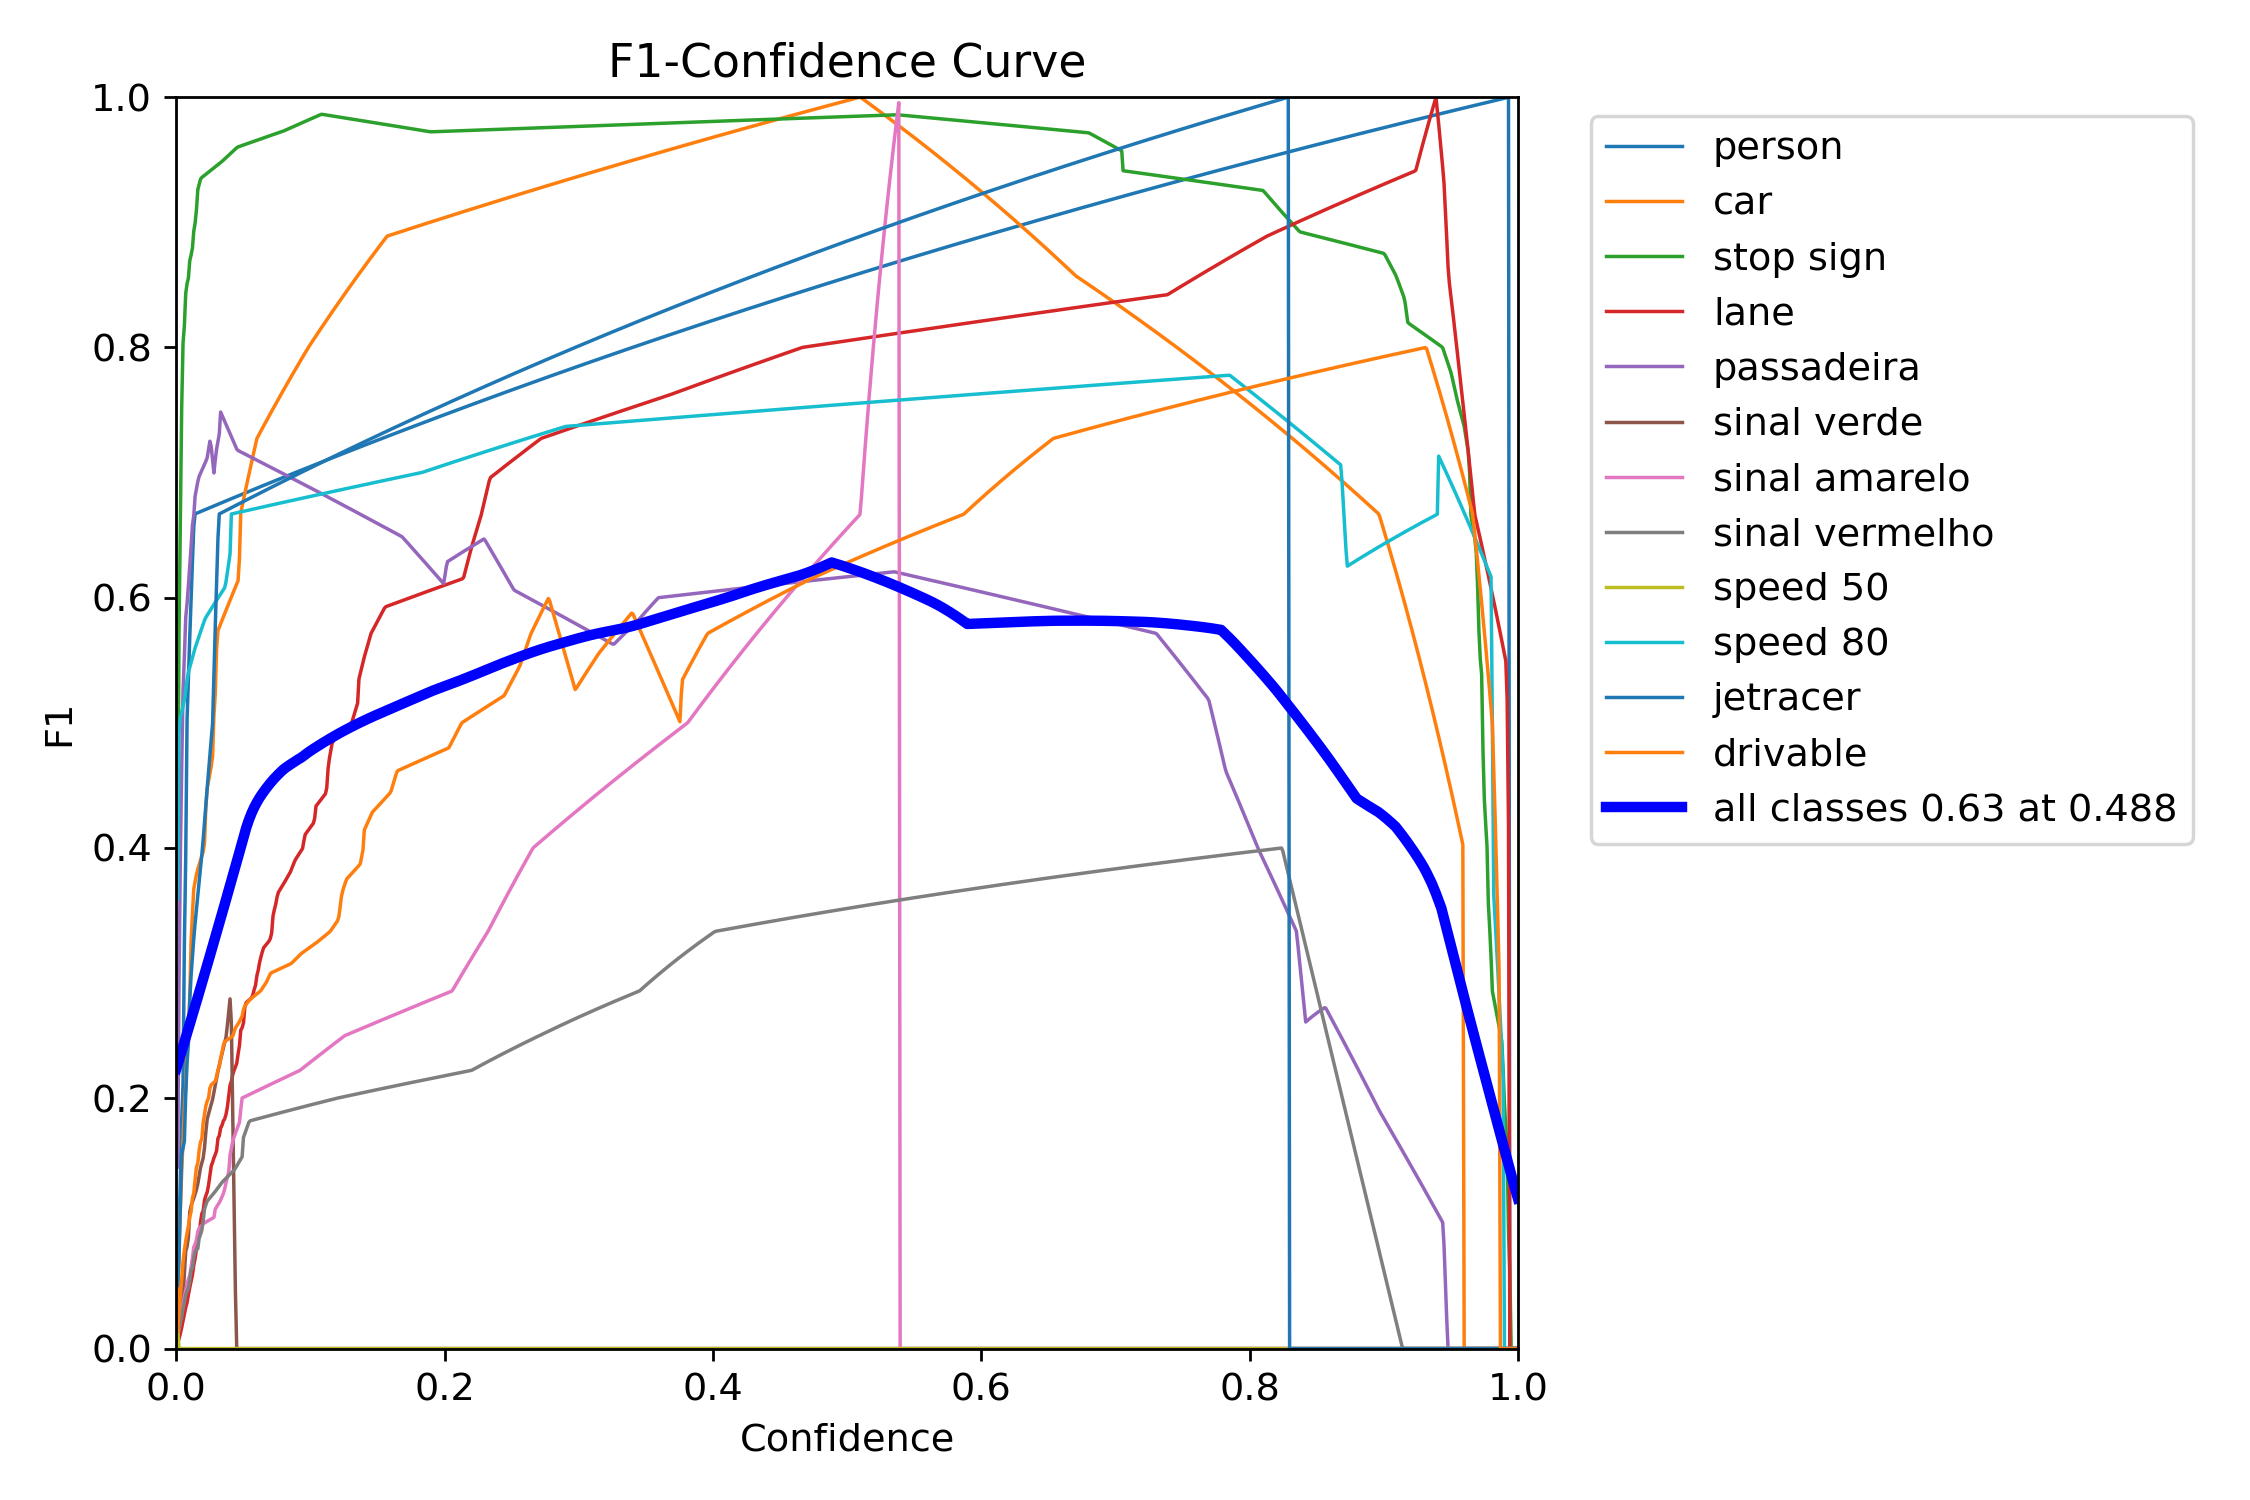 F1-Confidence Curve
1.0
0.8
0.6
0.4
0.2
0.0
F1
0.0 0.2 0.4 0.6 0.8 1.0
Confidence
person
car
stop sign
lane
passadeira
sinal verde
sinal amarelo
sinal vermelho
speed 50
speed 80
jetracer
drivable
all classes 0.63 at 0.488